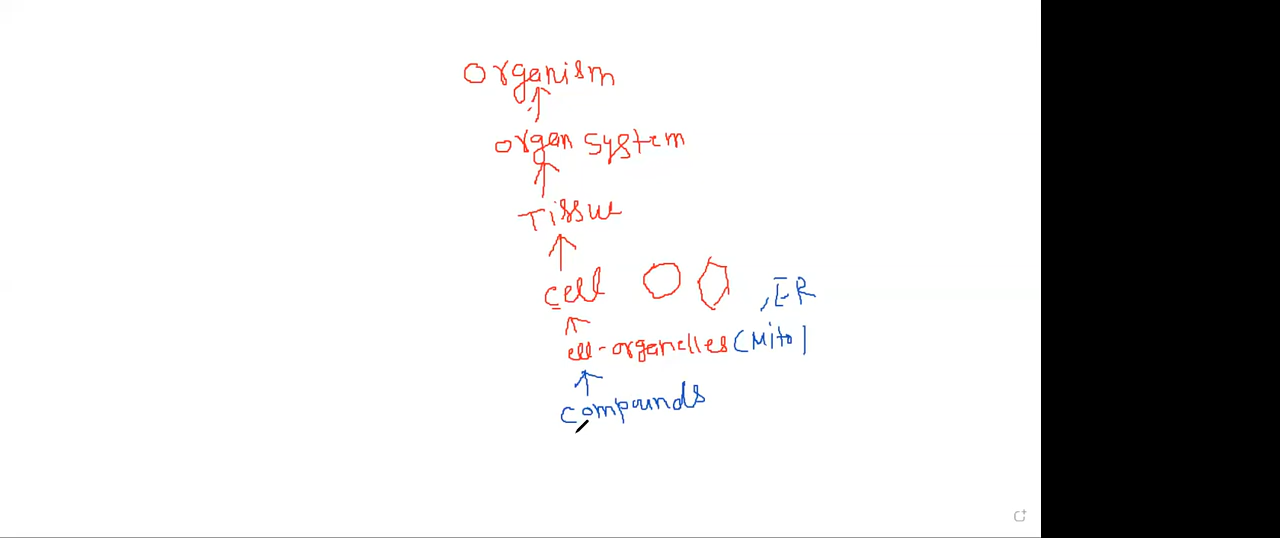 Organism
organ system
Tissue
cell
, ER
cell-organelles (Mito)
compounds